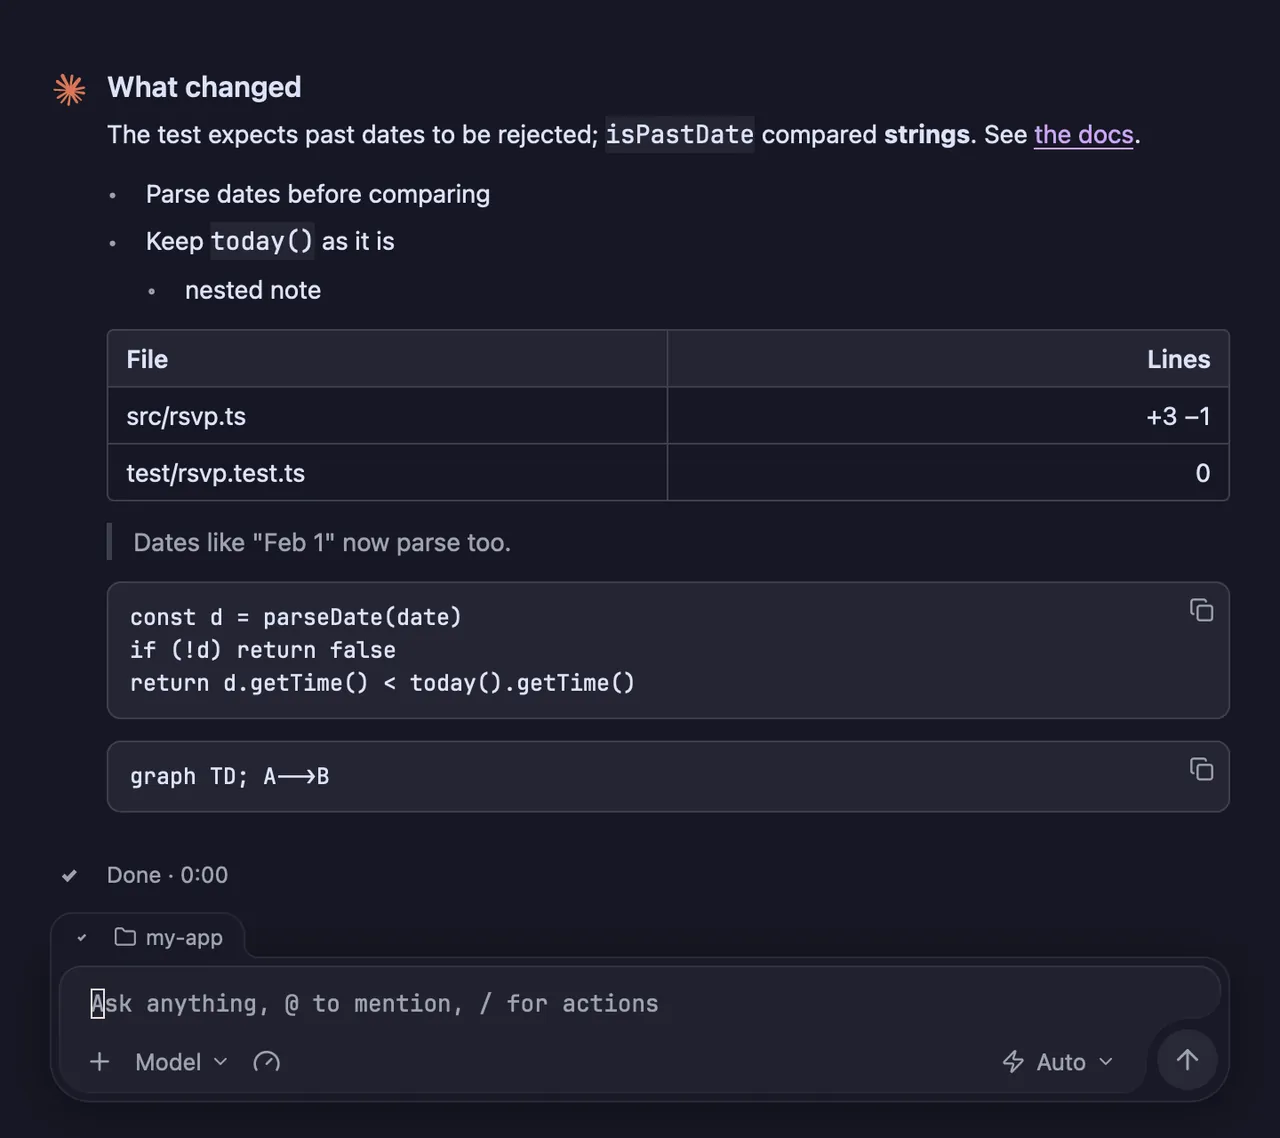 What changed
The test expects past dates to be rejected; isPastDate compared strings. See the docs.
• Parse dates before comparing
• Keep today() as it is
• nested note
File Lines
src/rsvp.ts +3 −1
test/rsvp.test.ts 0
Dates like "Feb 1" now parse too.
const d = parseDate(date)
if (!d) return false
return d.getTime() < today().getTime()
graph TD; A-->B
Done · 0:00
my-app
Ask anything, @ to mention, / for actions
Model
Auto